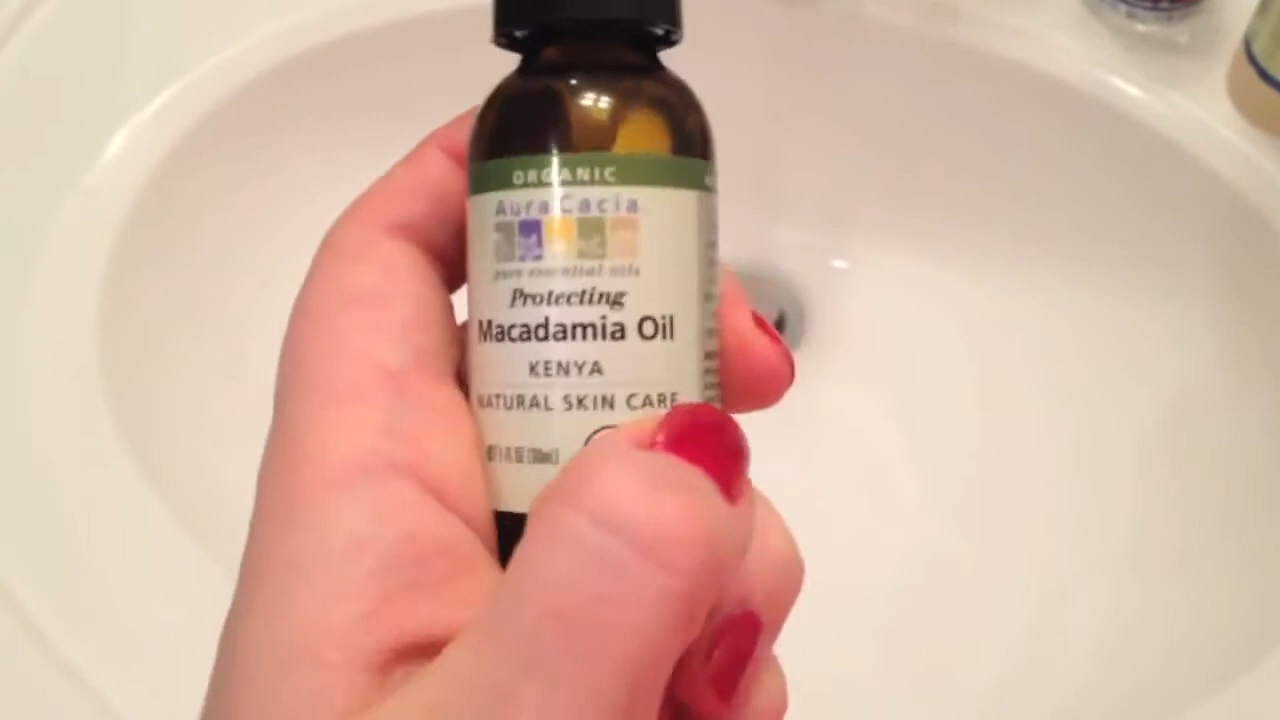 ORGANIC
Aura Cacia
pure essential oils
Protecting
Macadamia Oil
KENYA
NATURAL SKIN CARE